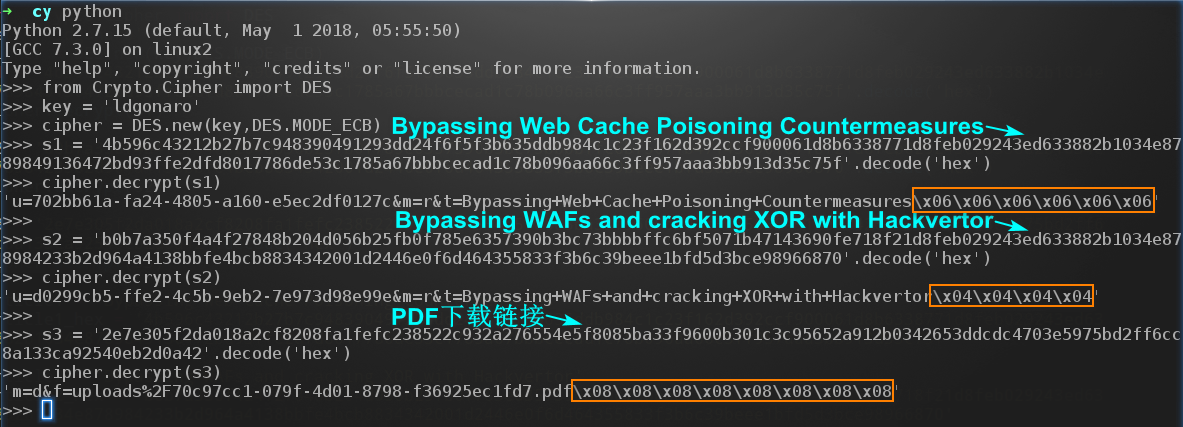 → cy python
Python 2.7.15 (default, May  1 2018, 05:55:50)
[GCC 7.3.0] on linux2
Type "help", "copyright", "credits" or "license" for more information.
>>> from Crypto.Cipher import DES
>>> key = 'ldgonaro'
>>> cipher = DES.new(key,DES.MODE_ECB)
Bypassing Web Cache Poisoning Countermeasures
>>> s1 = '4b596c43212b27b7c948390491293dd24f6f5f3b635ddb984c1c23f162d392ccf900061d8b6338771d8feb029243ed633882b1034e87
89849136472bd93ffe2dfd8017786de53c1785a67bbbcecad1c78b096aa66c3ff957aaa3bb913d35c75f'.decode('hex')
>>> cipher.decrypt(s1)
'u=702bb61a-fa24-4805-a160-e5ec2df0127c&m=r&t=Bypassing+Web+Cache+Poisoning+Countermeasures\x06\x06\x06\x06\x06\x06'
>>>
Bypassing WAFs and cracking XOR with Hackvertor
>>> s2 = 'b0b7a350f4a4f27848b204d056b25fb0f785e6357390b3bc73bbbbffc6bf5071b47143690fe718f21d8feb029243ed633882b1034e87
8984233b2d964a4138bbfe4bcb8834342001d2446e0f6d464355833f3b6c39beee1bfd5d3bce98966870'.decode('hex')
>>> cipher.decrypt(s2)
'u=d0299cb5-ffe2-4c5b-9eb2-7e973d98e99e&m=r&t=Bypassing+WAFs+and+cracking+XOR+with+Hackvertor\x04\x04\x04\x04'
>>>
PDF下载链接
>>> s3 = '2e7e305f2da018a2cf8208fa1fefc238522c932a276554e5f8085ba33f9600b301c3c95652a912b0342653ddcdc4703e5975bd2ff6cc
8a133ca92540eb2d0a42'.decode('hex')
>>> cipher.decrypt(s3)
'm=d&f=uploads%2F70c97cc1-079f-4d01-8798-f36925ec1fd7.pdf\x08\x08\x08\x08\x08\x08\x08\x08'
>>>